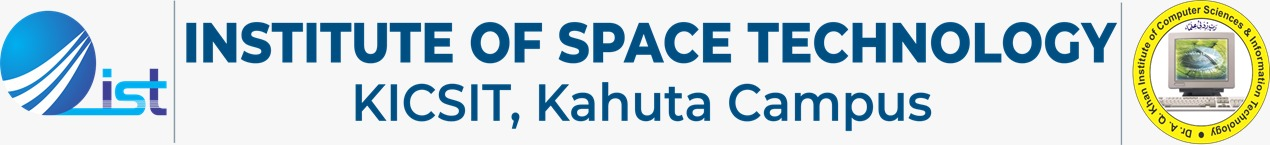 ist
INSTITUTE OF SPACE TECHNOLOGY
KICSIT, Kahuta Campus
Dr. A. Q. Khan Institute of Computer Sciences & Information Technology